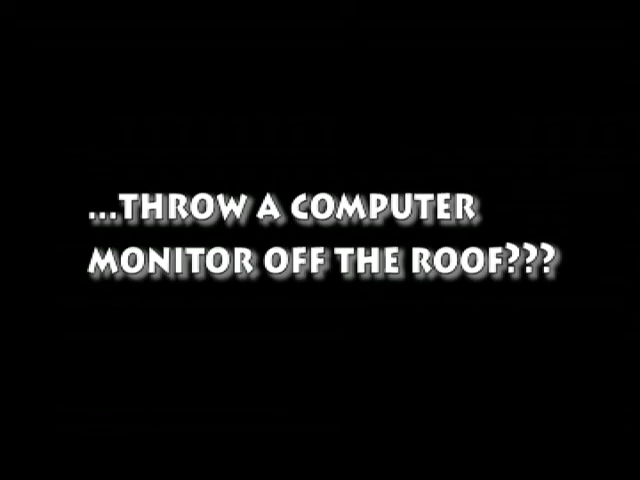 ...THROW A COMPUTER
MONITOR OFF THE ROOF???